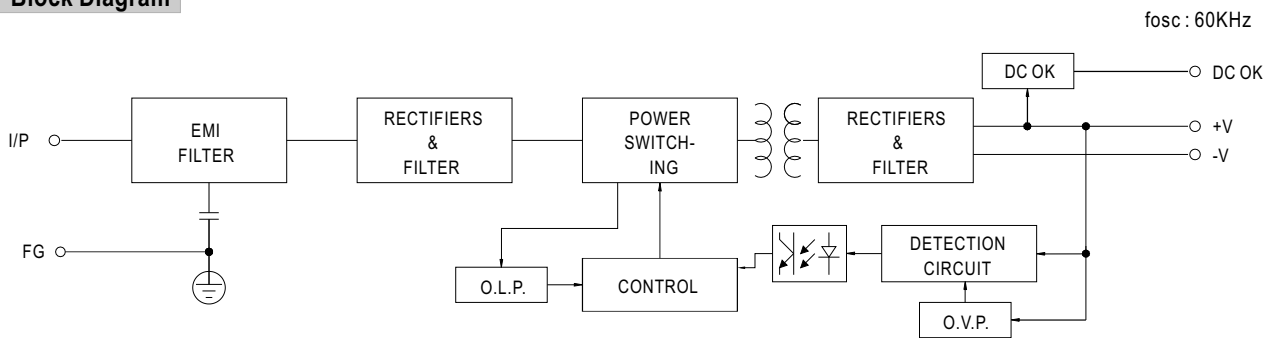 Block Diagram
fosc : 60KHz
DC OK
DC OK
I/P
EMI
FILTER
RECTIFIERS
&
FILTER
POWER
SWITCH-
ING
RECTIFIERS
&
FILTER
+V
-V
FG
O.L.P.
CONTROL
DETECTION
CIRCUIT
O.V.P.